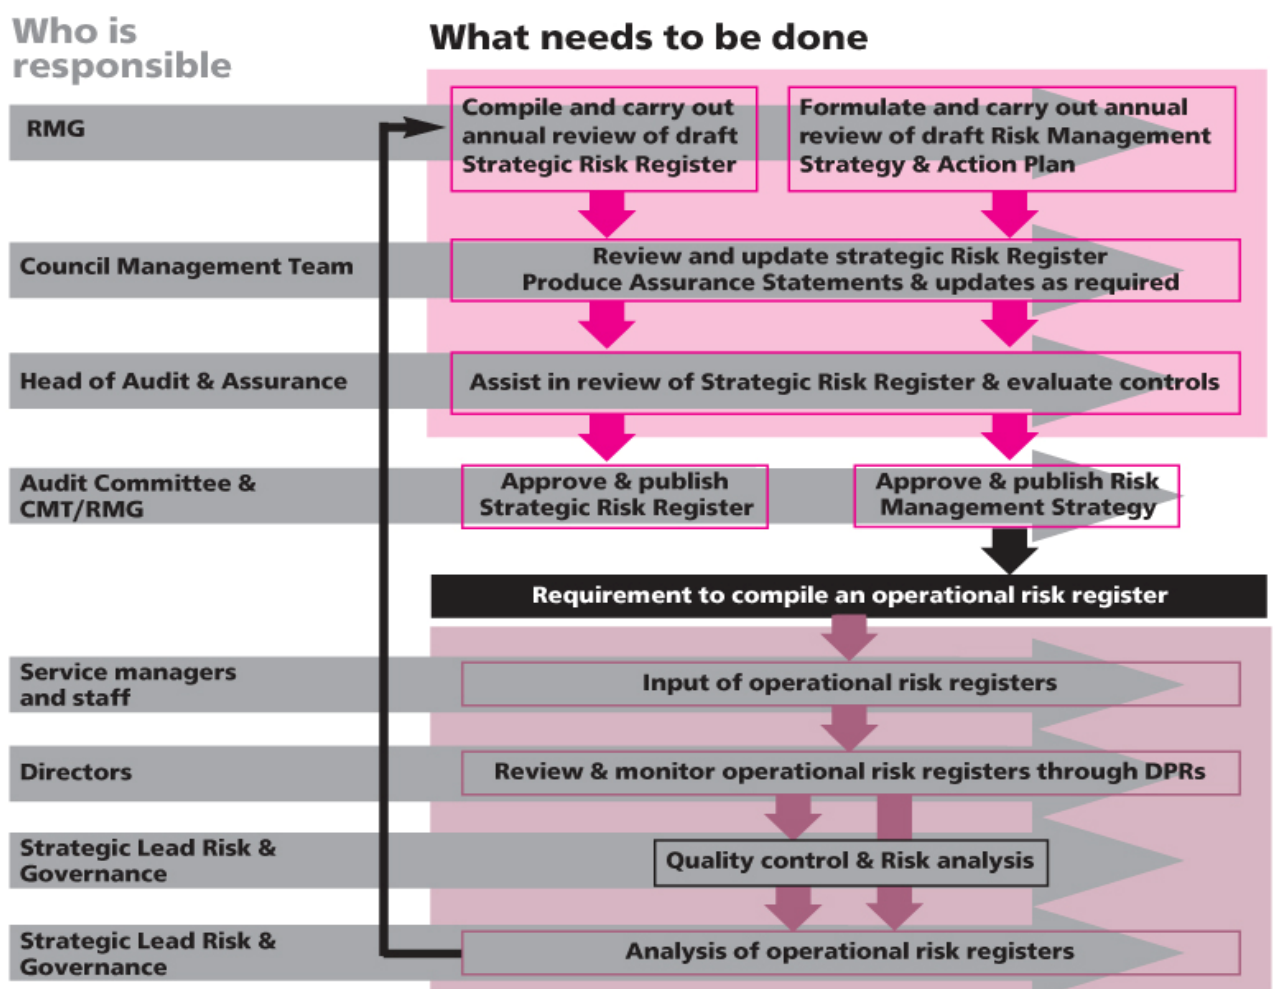 Who is
responsible
What needs to be done
RMG
Compile and carry out
annual review of draft
Strategic Risk Register
Formulate and carry out annual
review of draft Risk Management
Strategy & Action Plan
Council Management Team
Review and update strategic Risk Register
Produce Assurance Statements & updates as required
Head of Audit & Assurance
Assist in review of Strategic Risk Register & evaluate controls
Audit Committee &
CMT/RMG
Approve & publish
Strategic Risk Register
Approve & publish Risk
Management Strategy
Requirement to compile an operational risk register
Service managers
and staff
Input of operational risk registers
Directors
Review & monitor operational risk registers through DPRs
Strategic Lead Risk &
Governance
Quality control & Risk analysis
Strategic Lead Risk &
Governance
Analysis of operational risk registers